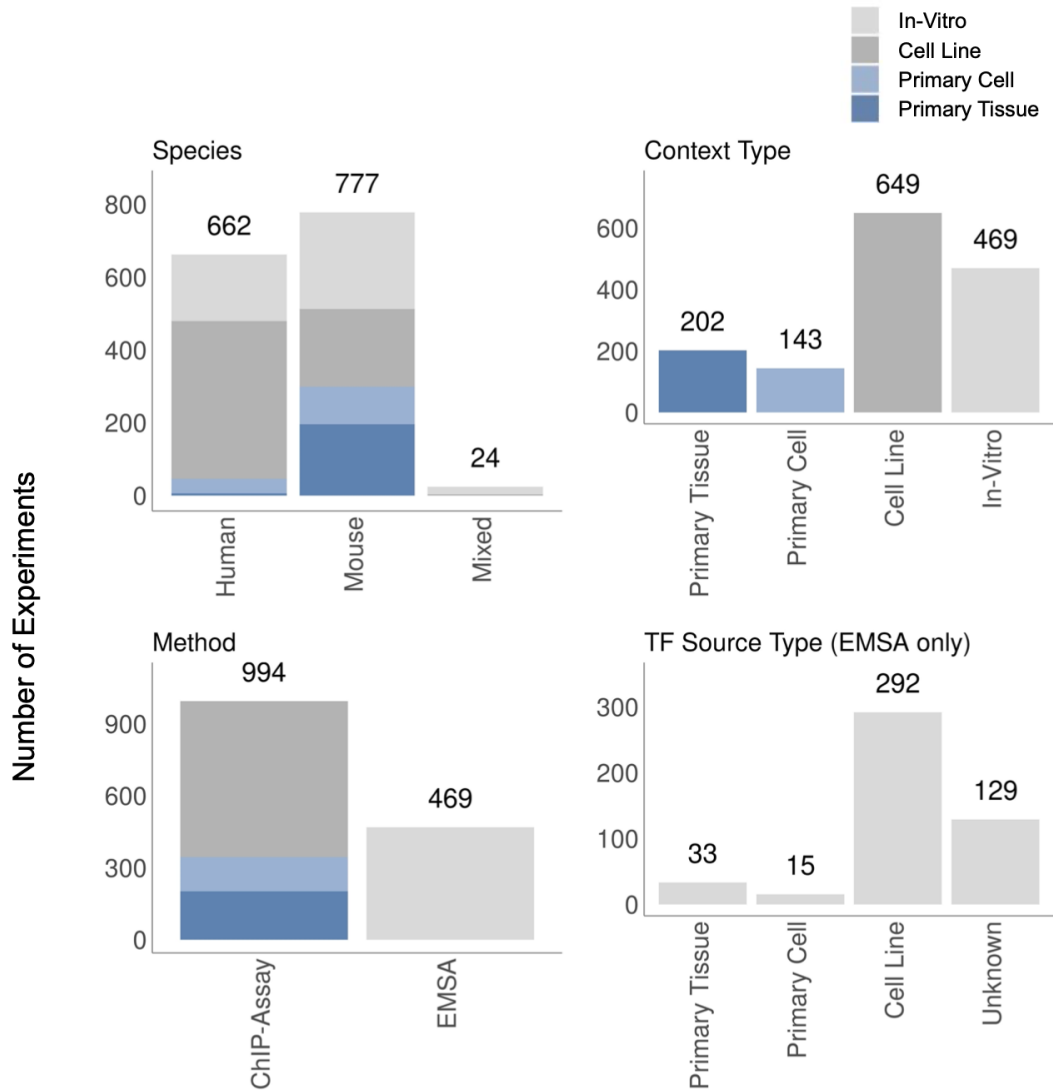 In-Vitro
Cell Line
Primary Cell
Primary Tissue
Number of Experiments
Species
800
600
400
200
0
662
777
24
Human
Mouse
Mixed
Context Type
600
400
200
0
202
143
649
469
Primary Tissue
Primary Cell
Cell Line
In-Vitro
Method
900
600
300
0
994
469
ChIP-Assay
EMSA
TF Source Type (EMSA only)
300
200
100
0
33
15
292
129
Primary Tissue
Primary Cell
Cell Line
Unknown